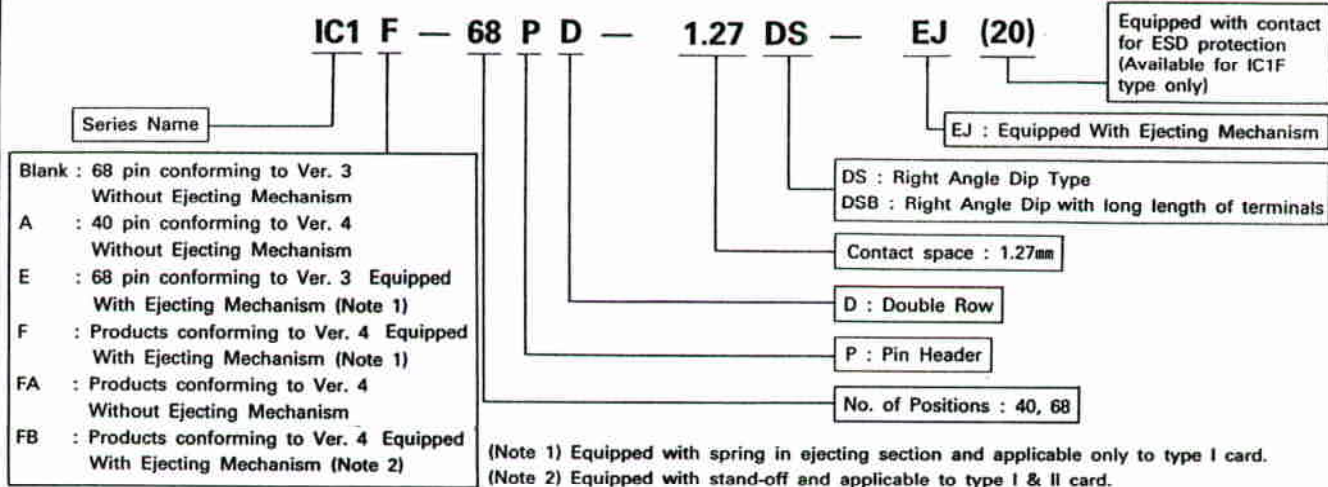 IC1 F — 68 P D — 1.27 DS — EJ (20)
Equipped with contact
for ESD protection
(Available for IC1F
type only)
Series Name
EJ : Equipped With Ejecting Mechanism
Blank : 68 pin conforming to Ver. 3
Without Ejecting Mechanism
A : 40 pin conforming to Ver. 4
Without Ejecting Mechanism
E : 68 pin conforming to Ver. 3 Equipped
With Ejecting Mechanism (Note 1)
F : Products conforming to Ver. 4 Equipped
With Ejecting Mechanism (Note 1)
FA : Products conforming to Ver. 4
Without Ejecting Mechanism
FB : Products conforming to Ver. 4 Equipped
With Ejecting Mechanism (Note 2)
DS : Right Angle Dip Type
DSB : Right Angle Dip with long length of terminals
Contact space : 1.27mm
D : Double Row
P : Pin Header
No. of Positions : 40, 68
(Note 1) Equipped with spring in ejecting section and applicable only to type I card.
(Note 2) Equipped with stand-off and applicable to type I & II card.